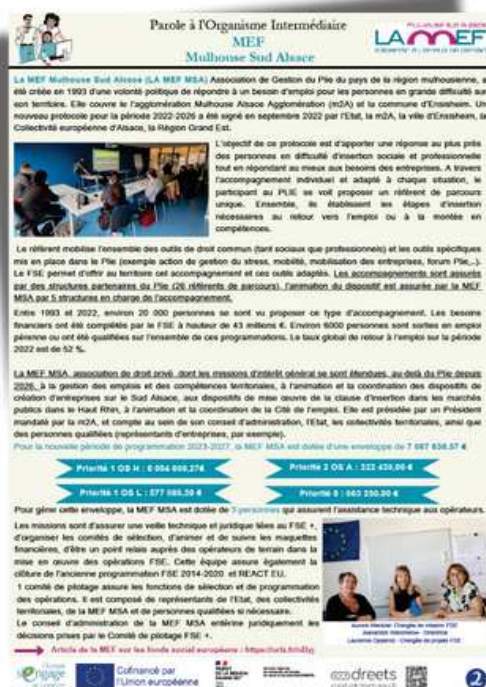 Parole à l'Organisme Intermédiaire
MEF
Mulhouse Sud Alsace
LA MEF
La MEF Mulhouse Sud Alsace (LA MEF MSA) Association de Gestion du Plie du pays de la région mulhousienne, a
été créée en 1993 d'une volonté politique de répondre à un besoin d'emploi pour les personnes en grande difficulté sur
son territoire. Elle couvre le l'agglomération Mulhouse Alsace Agglomération (m2A) et la commune d'Ensisheim. Un
nouveau protocole pour la période 2022-2026 a été signé en septembre 2022 par l'Etat, la m2A, la ville d'Ensisheim, la
Collectivité européenne d'Alsace, la Région Grand Est.
L'objectif de ce protocole est d'apporter une réponse au plus près
des personnes en difficulté d'insertion sociale et professionnelle
tout en répondant au mieux aux besoins des entreprises. A travers
l'accompagnement individuel et adapté à chaque situation, le
participant au PLIE se voit proposer un référent de parcours
unique. Ensemble, ils établissent les étapes d'insertion
nécessaires au retour vers l'emploi ou à la montée en
compétences.
Le référent mobilise l'ensemble des outils de droit commun (tant sociaux que professionnels) et les outils spécifiques
mis en place dans le Plie (exemple action de gestion du stress, mobilité, mobilisation des entreprises, forum Plie,..).
Le FSE permet d'offrir au territoire cet accompagnement et ces outils adaptés. Les accompagnements sont assurés
par des structures partenaires du Plie (26 référents de parcours), l'animation du dispositif est assurée par la MEF
MSA par 5 structures en charge de l'accompagnement.
Entre 1993 et 2022, environ 20 000 personnes se sont vu proposer ce type d'accompagnement. Les besoins
financiers ont été complétés par le FSE à hauteur de 43 millions €. Environ 6000 personnes sont sorties en emploi
pérenne ou ont été qualifiées sur l'ensemble de ces programmations. Le taux global de retour à l'emploi sur la période
2022 est de 52 %.
La MEF MSA, association de droit privé, dont les missions d'intérêt général se sont étendues, au-delà du Plie depuis
2026, à la gestion des emplois et des compétences territoriales, à l'animation et la coordination des dispositifs de
création d'entreprises sur le Sud Alsace, aux dispositifs de mise œuvre de la clause d'insertion dans les marchés
publics dans le Haut Rhin, à l'animation et la coordination de la Cité de l'emploi. Elle est présidée par un Président
mandaté par la m2A, et compte au sein de son conseil d'administration, l'Etat, les collectivités territoriales, ainsi que
des personnes qualifiées (représentants d'entreprises, par exemple).
Pour la nouvelle période de programmation 2023-2027, la MEF MSA est dotée d'une enveloppe de
Priorité 1 OS H :
Priorité 2 OS A :
Priorité 1 OS L :
Pour gérer cette enveloppe, la MEF MSA est dotée de 3 personnes qui assurent l'assistance technique aux opérateurs.
Les missions sont d'assurer une veille technique et juridique liées au FSE +,
d'organiser les comités de sélection, d'animer et de suivre les maquettes
financières, d'être un point relais auprès des opérateurs de terrain dans la
mise en œuvre des opérations FSE. Cette équipe assure également la
clôture de l'ancienne programmation FSE 2014-2020 et REACT EU.
1 comité de pilotage assure les fonctions de sélection et de programmation
des opérations. Il est composé de représentants de l'Etat, des collectivités
territoriales, de la MEF MSA et de personnes qualifiées si nécessaire.
Le conseil d'administration de la MEF MSA entérine juridiquement les
décisions prises par le Comité de pilotage FSE +.
Article de la MEF sur les fonds social européens :
l'Europe
s'engage
Cofinancé par
l'Union européenne
dreets
2